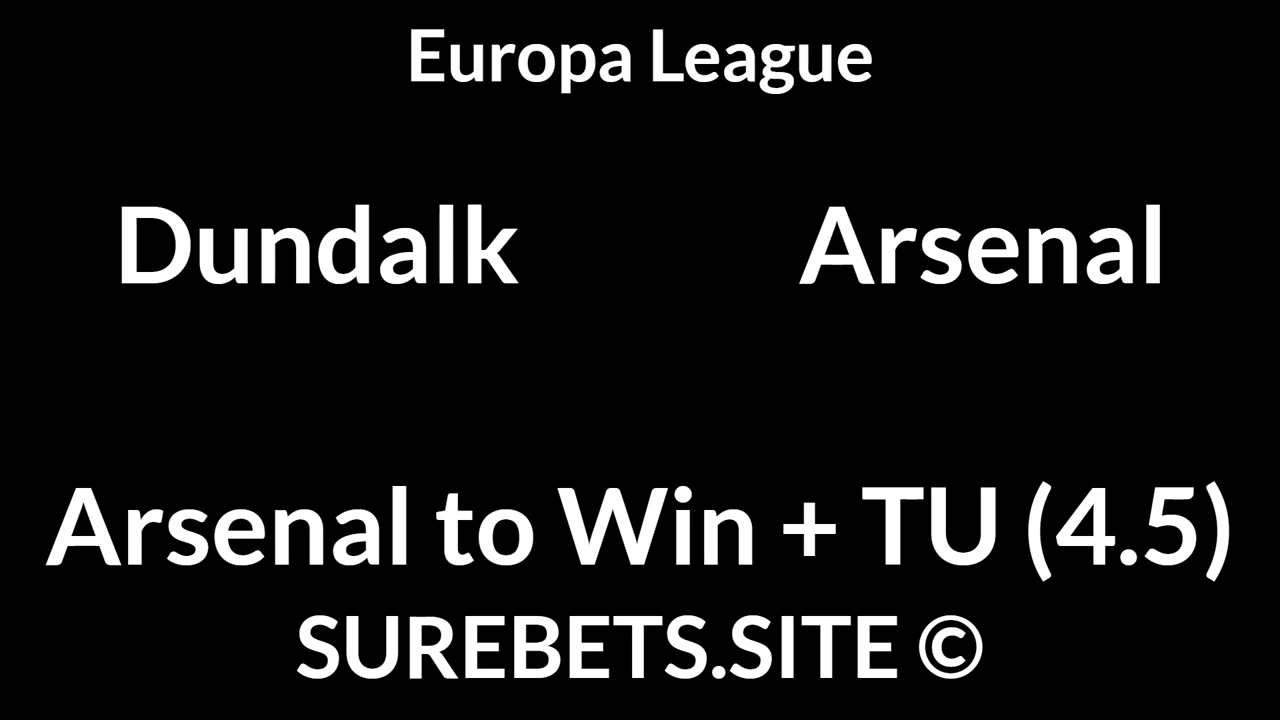 Europa League
Dundalk Arsenal
Arsenal to Win + TU (4.5)
SUREBETS.SITE ©